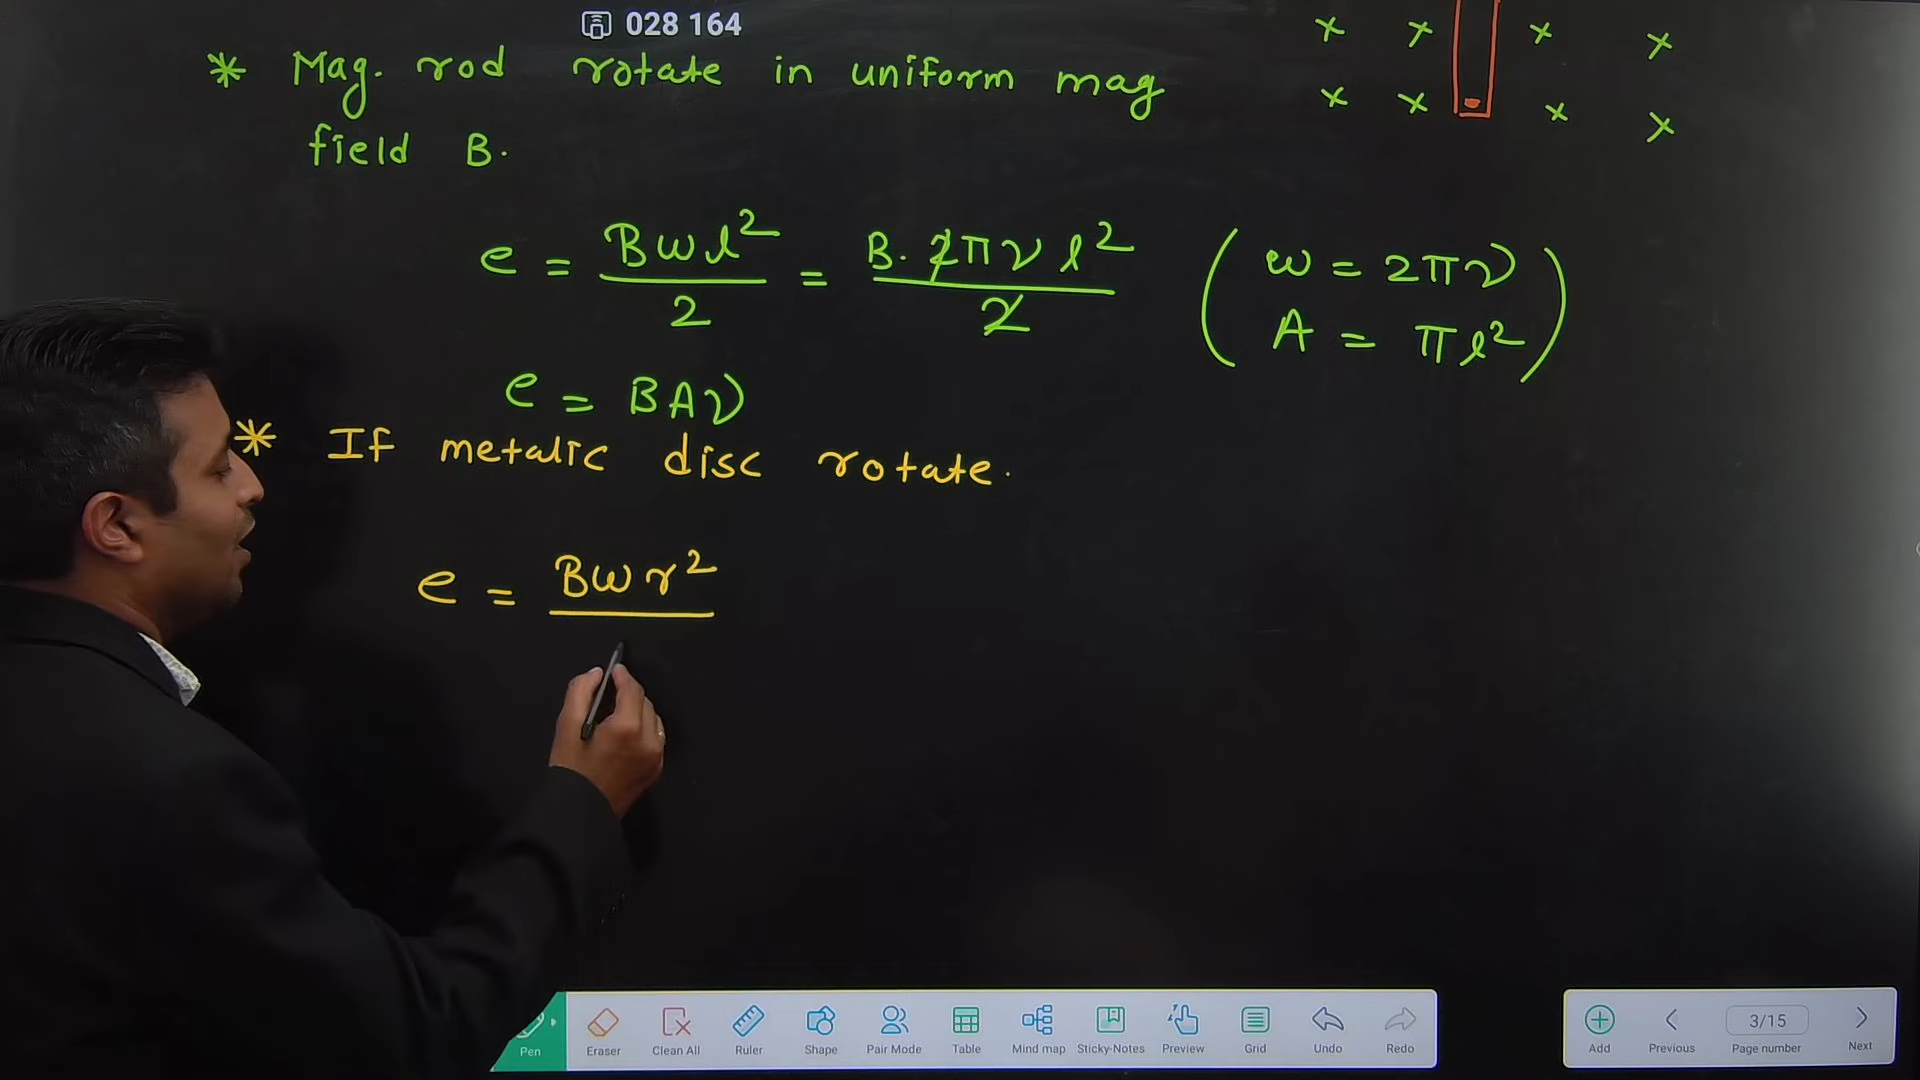 028 164
* Mag. rod rotate in uniform mag
field B.
x x x x
x x x x
e = Bωl²/2 = B. 2πν l²/2 ( ω = 2πν
A = πl² )
e = BAν
* If metalic disc rotate.
e = Bωr²
Pen Eraser Clean All Ruler Shape Pair Mode Table Mind map Sticky-Notes Preview Grid Undo Redo
Add Previous 3/15 Page number Next